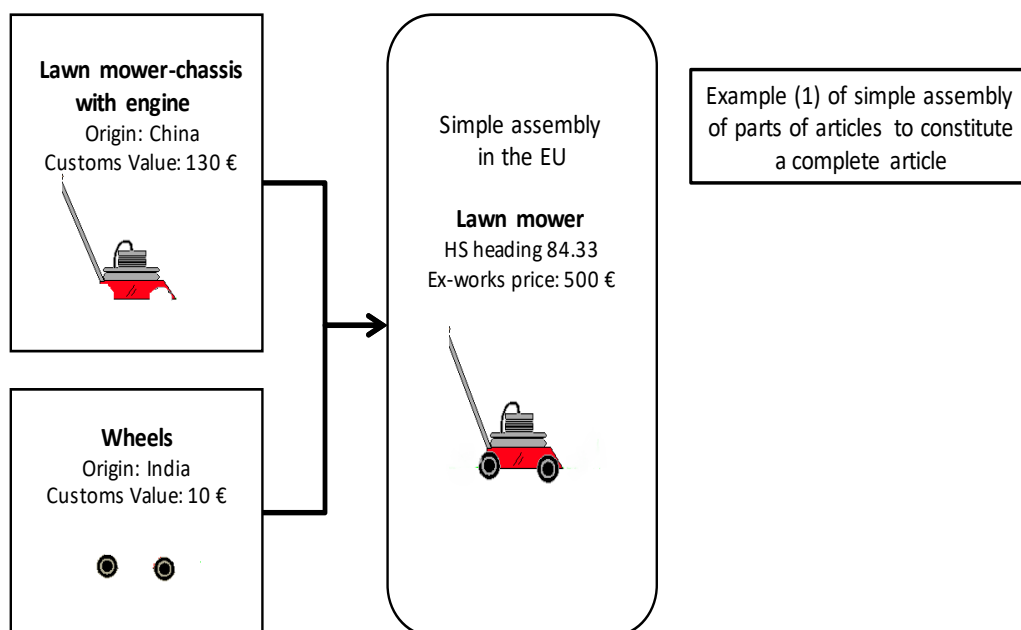 Lawn mower-chassis
with engine
Origin: China
Customs Value: 130 €
Wheels
Origin: India
Customs Value: 10 €
Simple assembly
in the EU
Lawn mower
HS heading 84.33
Ex-works price: 500 €
Example (1) of simple assembly
of parts of articles to constitute
a complete article